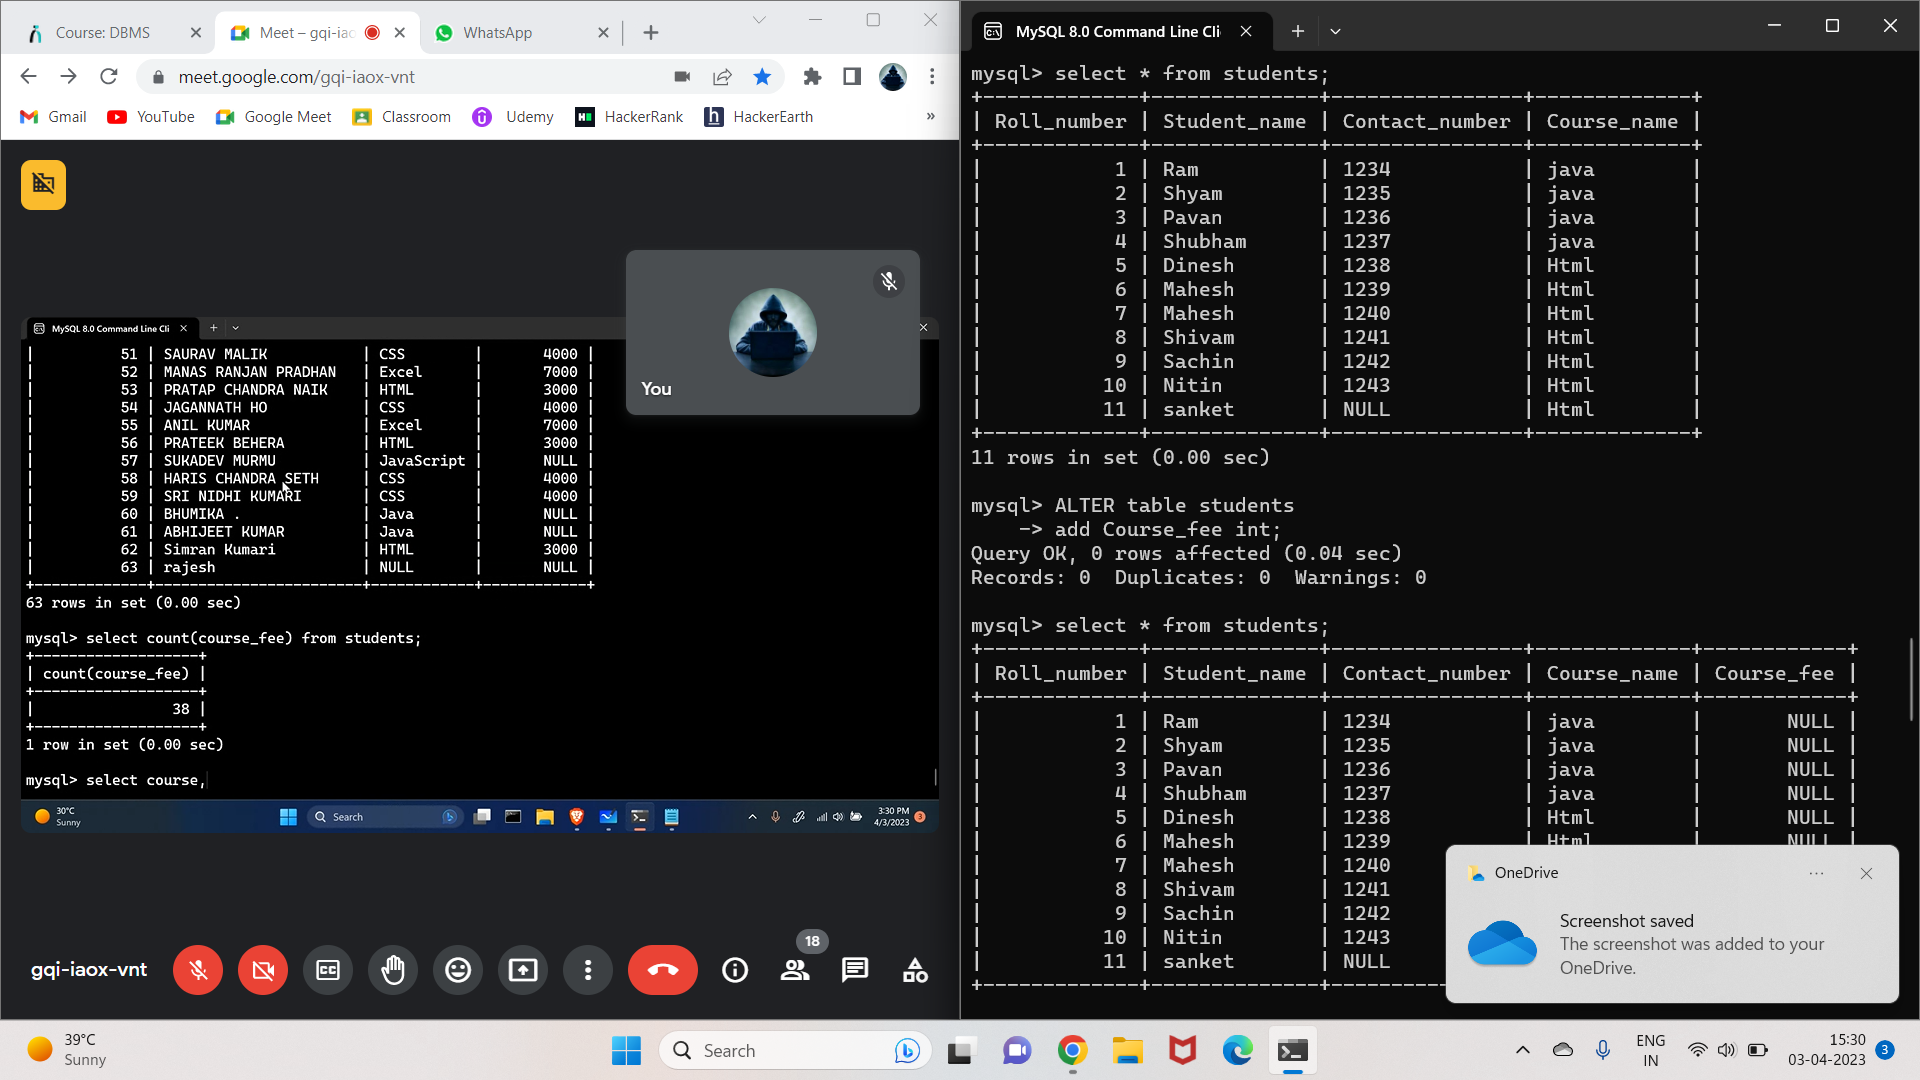 Course: DBMS
Meet – gqi-iao
WhatsApp
meet.google.com/gqi-iaox-vnt
Gmail
YouTube
Google Meet
Classroom
Udemy
HackerRank
HackerEarth
»
You
MySQL 8.0 Command Line Cli
| 51 | SAURAV MALIK | CSS | 4000 |
| 52 | MANAS RANJAN PRADHAN | Excel | 7000 |
| 53 | PRATAP CHANDRA NAIK | HTML | 3000 |
| 54 | JAGANNATH HO | CSS | 4000 |
| 55 | ANIL KUMAR | Excel | 7000 |
| 56 | PRATEEK BEHERA | HTML | 3000 |
| 57 | SUKADEV MURMU | JavaScript | NULL |
| 58 | HARIS CHANDRA SETH | CSS | 4000 |
| 59 | SRI NIDHI KUMARI | CSS | 4000 |
| 60 | BHUMIKA . | Java | NULL |
| 61 | ABHIJEET KUMAR | Java | NULL |
| 62 | Simran Kumari | HTML | 3000 |
| 63 | rajesh | NULL | NULL |
63 rows in set (0.00 sec)
mysql> select count(course_fee) from students;
| count(course_fee) |
| 38 |
1 row in set (0.00 sec)
mysql> select course,
30°C
Sunny
Search
3:30 PM
4/3/2023
3
gqi-iaox-vnt
CC
18
MySQL 8.0 Command Line Cli
mysql> select * from students;
| Roll_number | Student_name | Contact_number | Course_name |
| 1 | Ram | 1234 | java |
| 2 | Shyam | 1235 | java |
| 3 | Pavan | 1236 | java |
| 4 | Shubham | 1237 | java |
| 5 | Dinesh | 1238 | Html |
| 6 | Mahesh | 1239 | Html |
| 7 | Mahesh | 1240 | Html |
| 8 | Shivam | 1241 | Html |
| 9 | Sachin | 1242 | Html |
| 10 | Nitin | 1243 | Html |
| 11 | sanket | NULL | Html |
11 rows in set (0.00 sec)
mysql> ALTER table students
-> add Course_fee int;
Query OK, 0 rows affected (0.04 sec)
Records: 0 Duplicates: 0 Warnings: 0
mysql> select * from students;
| Roll_number | Student_name | Contact_number | Course_name | Course_fee |
| 1 | Ram | 1234 | java | NULL |
| 2 | Shyam | 1235 | java | NULL |
| 3 | Pavan | 1236 | java | NULL |
| 4 | Shubham | 1237 | java | NULL |
| 5 | Dinesh | 1238 | Html | NULL |
| 6 | Mahesh | 1239 | Html | NULL |
| 7 | Mahesh | 1240
| 8 | Shivam | 1241
| 9 | Sachin | 1242
| 10 | Nitin | 1243
| 11 | sanket | NULL
OneDrive
Screenshot saved
The screenshot was added to your
OneDrive.
39°C
Sunny
Search
ENG
IN
15:30
03-04-2023
3